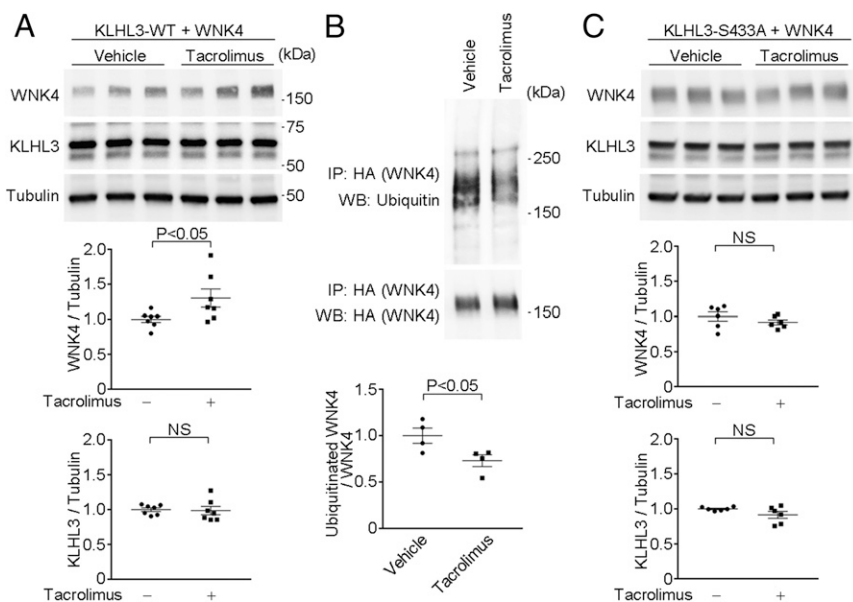 A
KLHL3-WT + WNK4
Vehicle Tacrolimus (kDa)
WNK4
-150
-75
KLHL3
-50
Tubulin
-50
P<0.05
2.0
1.5
1.0
0.5
0
WNK4 / Tubulin
Tacrolimus – +
NS
2.0
1.5
1.0
0.5
0
KLHL3 / Tubulin
Tacrolimus – +
B
Vehicle
Tacrolimus
(kDa)
-250
IP: HA (WNK4)
WB: Ubiquitin
-150
IP: HA (WNK4)
WB: HA (WNK4)
-150
P<0.05
1.5
1.0
0.5
0
Ubiquitinated WNK4
/ WNK4
Vehicle
Tacrolimus
C
KLHL3-S433A + WNK4
Vehicle Tacrolimus
WNK4
KLHL3
Tubulin
NS
2.0
1.5
1.0
0.5
0
WNK4 / Tubulin
Tacrolimus – +
NS
2.0
1.5
1.0
0.5
0
KLHL3 / Tubulin
Tacrolimus – +